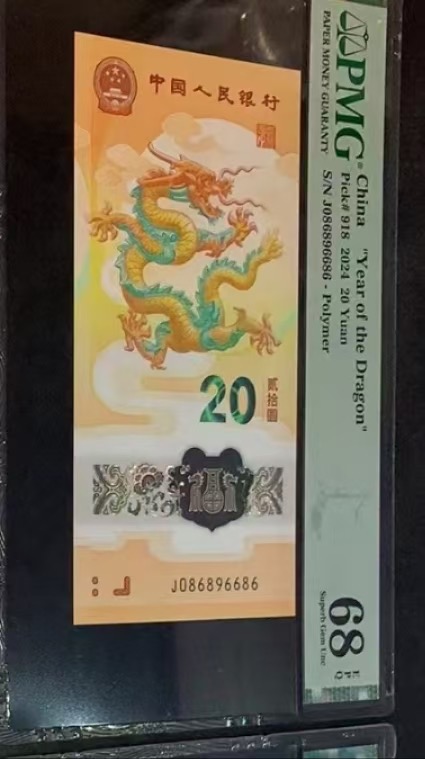 中国人民银行
20
贰拾圆
J086896686
PMG®
PAPER MONEY GUARANTY
China "Year of the Dragon"
Pick# 918 2024 20 Yuan
S/N J086896686 - Polymer
68 EPQ
Superb Gem Unc